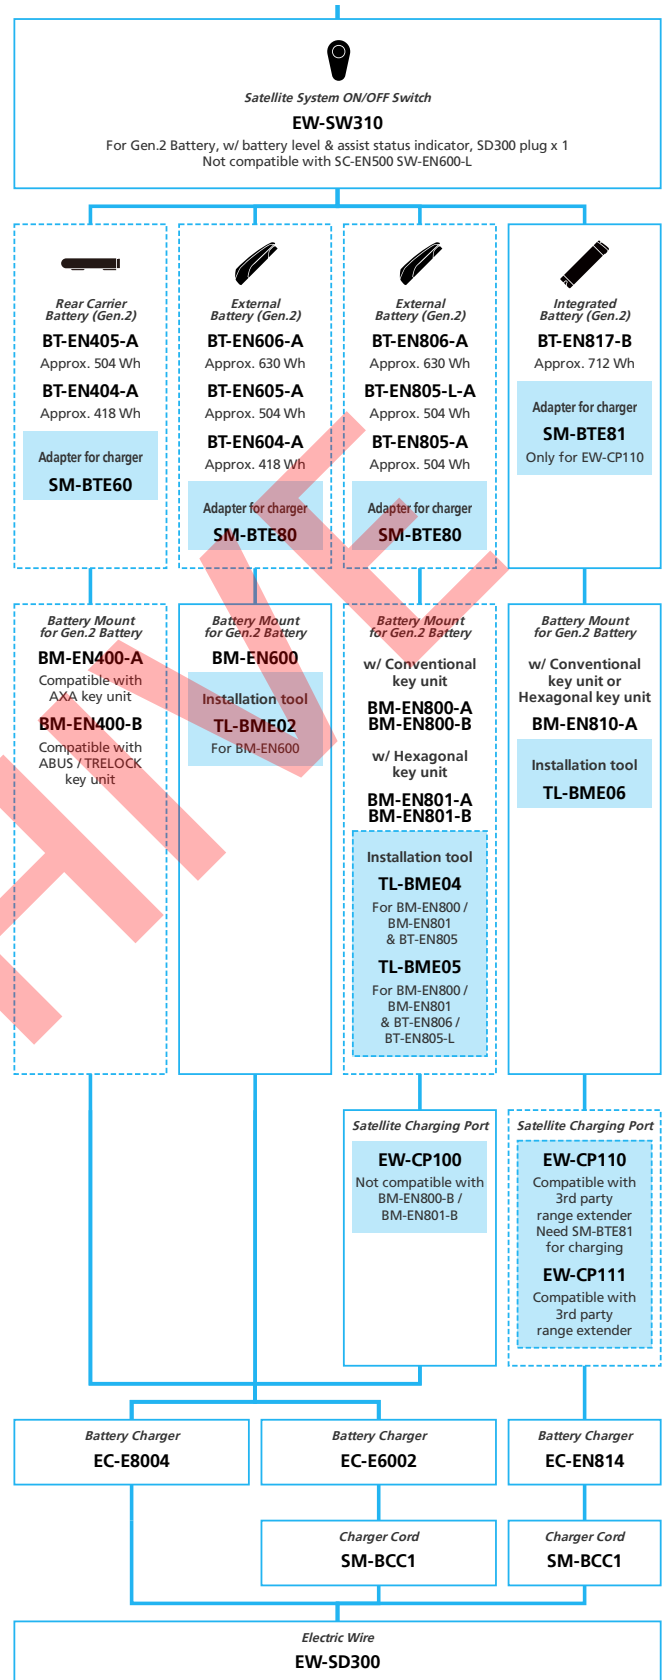 Satellite System ON/OFF Switch
EW-SW310
For Gen.2 Battery, w/ battery level & assist status indicator, SD300 plug x 1
Not compatible with SC-EN500 SW-EN600-L
Rear Carrier
Battery (Gen.2)
BT-EN405-A
Approx. 504 Wh
BT-EN404-A
Approx. 418 Wh
Adapter for charger
SM-BTE60
External
Battery (Gen.2)
BT-EN606-A
Approx. 630 Wh
BT-EN605-A
Approx. 504 Wh
BT-EN604-A
Approx. 418 Wh
Adapter for charger
SM-BTE80
External
Battery (Gen.2)
BT-EN806-A
Approx. 630 Wh
BT-EN805-L-A
Approx. 504 Wh
BT-EN805-A
Approx. 504 Wh
Adapter for charger
SM-BTE80
Integrated
Battery (Gen.2)
BT-EN817-B
Approx. 712 Wh
Adapter for charger
SM-BTE81
Only for EW-CP110
Battery Mount
for Gen.2 Battery
BM-EN400-A
Compatible with
AXA key unit
BM-EN400-B
Compatible with
ABUS / TRELOCK
key unit
Battery Mount
for Gen.2 Battery
BM-EN600
Installation tool
TL-BME02
For BM-EN600
Battery Mount
for Gen.2 Battery
w/ Conventional
key unit
BM-EN800-A
BM-EN800-B
w/ Hexagonal
key unit
BM-EN801-A
BM-EN801-B
Installation tool
TL-BME04
For BM-EN800 /
BM-EN801
& BT-EN805
TL-BME05
For BM-EN800 /
BM-EN801
& BT-EN806 /
BT-EN805-L
Battery Mount
for Gen.2 Battery
w/ Conventional
key unit or
Hexagonal key unit
BM-EN810-A
Installation tool
TL-BME06
Satellite Charging Port
EW-CP100
Not compatible with
BM-EN800-B /
BM-EN801-B
Satellite Charging Port
EW-CP110
Compatible with
3rd party
range extender
Need SM-BTE81
for charging
EW-CP111
Compatible with
3rd party
range extender
Battery Charger
EC-E8004
Battery Charger
EC-E6002
Battery Charger
EC-EN814
Charger Cord
SM-BCC1
Charger Cord
SM-BCC1
Electric Wire
EW-SD300
HIVE